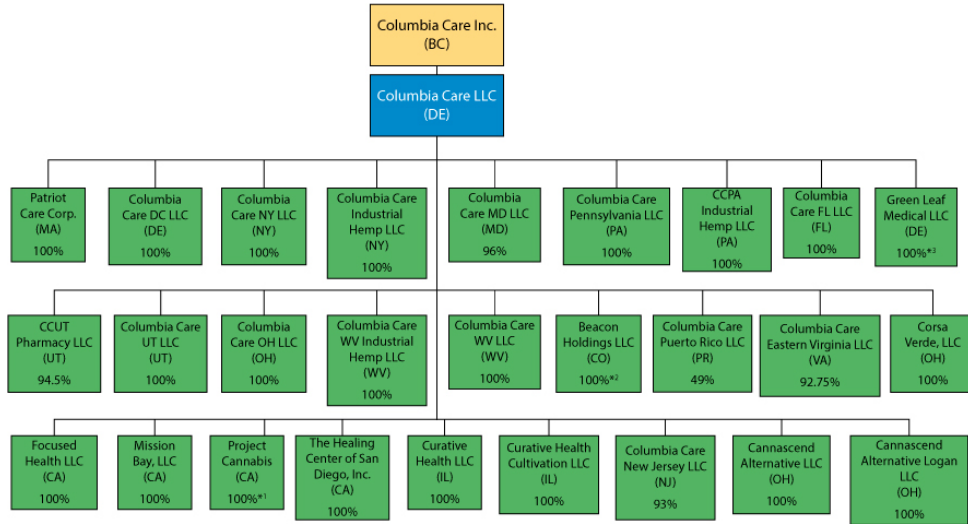 Columbia Care Inc.
(BC)
Columbia Care LLC
(DE)
Patriot
Care Corp.
(MA)
100%
Columbia
Care DC LLC
(DE)
100%
Columbia
Care NY LLC
(NY)
100%
Columbia Care
Industrial
Hemp LLC
(NY)
100%
Columbia
Care MD LLC
(MD)
96%
Columbia Care
Pennsylvania LLC
(PA)
100%
CCPA
Industrial
Hemp LLC
(PA)
100%
Columbia
Care FL LLC
(FL)
100%
Green Leaf
Medical LLC
(DE)
100%*3
CCUT
Pharmacy LLC
(UT)
94.5%
Columbia Care
UT LLC
(UT)
100%
Columbia
Care OH LLC
(OH)
100%
Columbia Care
WV Industrial
Hemp LLC
(WV)
100%
Columbia Care
WV LLC
(WV)
100%
Beacon
Holdings LLC
(CO)
100%*2
Columbia Care
Puerto Rico LLC
(PR)
49%
Columbia Care
Eastern Virginia LLC
(VA)
92.75%
Corsa
Verde, LLC
(OH)
100%
Focused
Health LLC
(CA)
100%
Mission
Bay, LLC
(CA)
100%
Project
Cannabis
(CA)
100%*1
The Healing
Center of San
Diego, Inc.
(CA)
100%
Curative
Health LLC
(IL)
100%
Curative Health
Cultivation LLC
(IL)
100%
Columbia Care
New Jersey LLC
(NJ)
93%
Cannascend
Alternative LLC
(OH)
100%
Cannascend
Alternative Logan
LLC
(OH)
100%